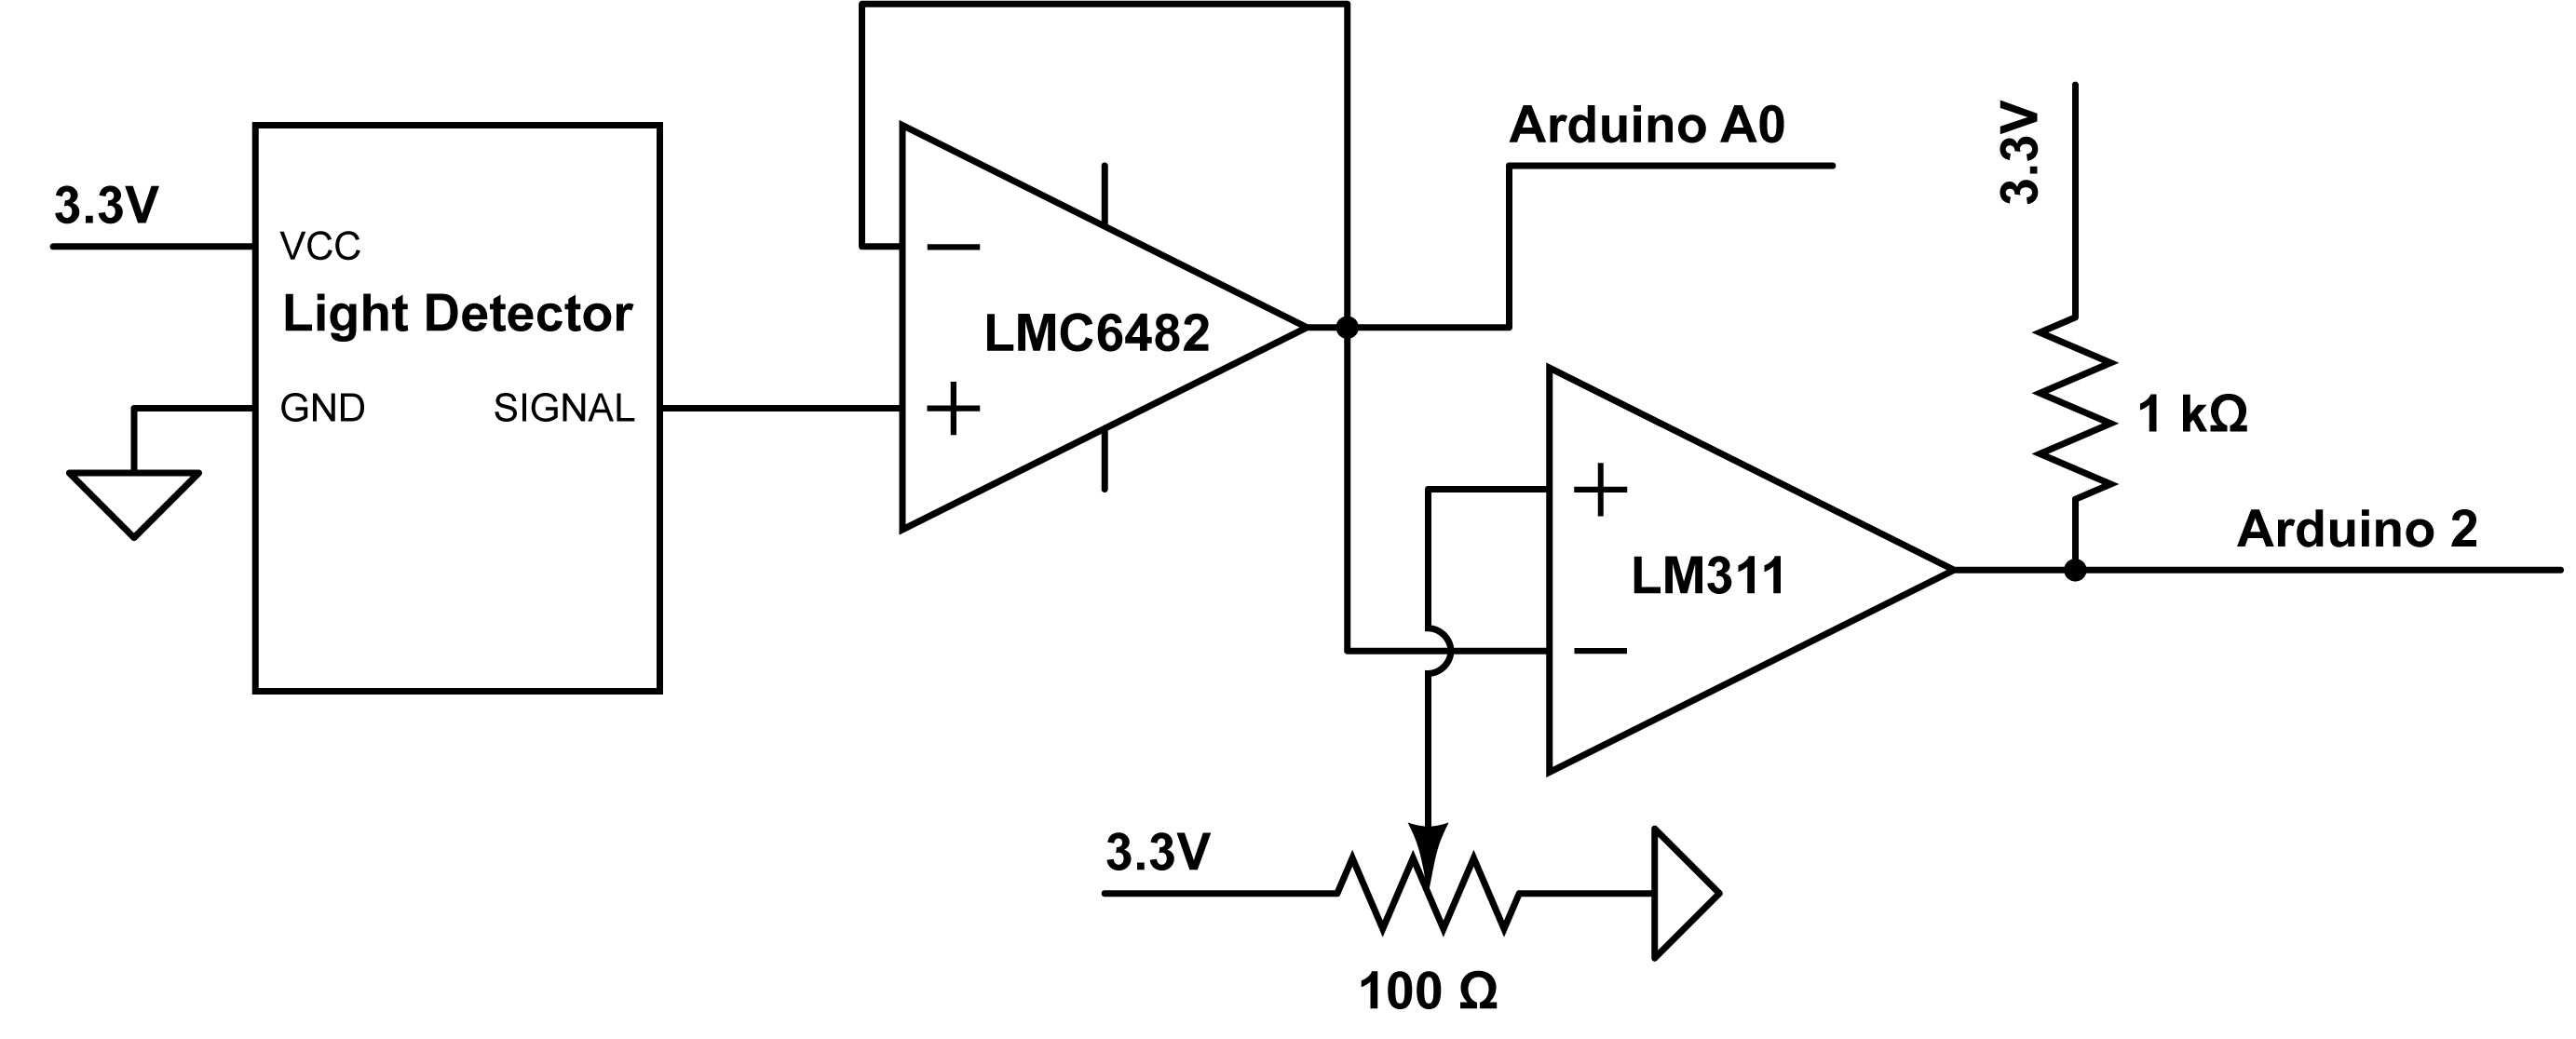 3.3V
VCC
Light Detector
GND
SIGNAL
LMC6482
Arduino A0
3.3V
1 kΩ
Arduino 2
LM311
3.3V
100 Ω